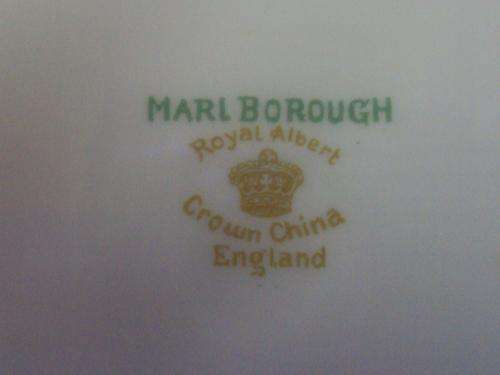 MARLBOROUGH
Royal Albert
Crown China
England